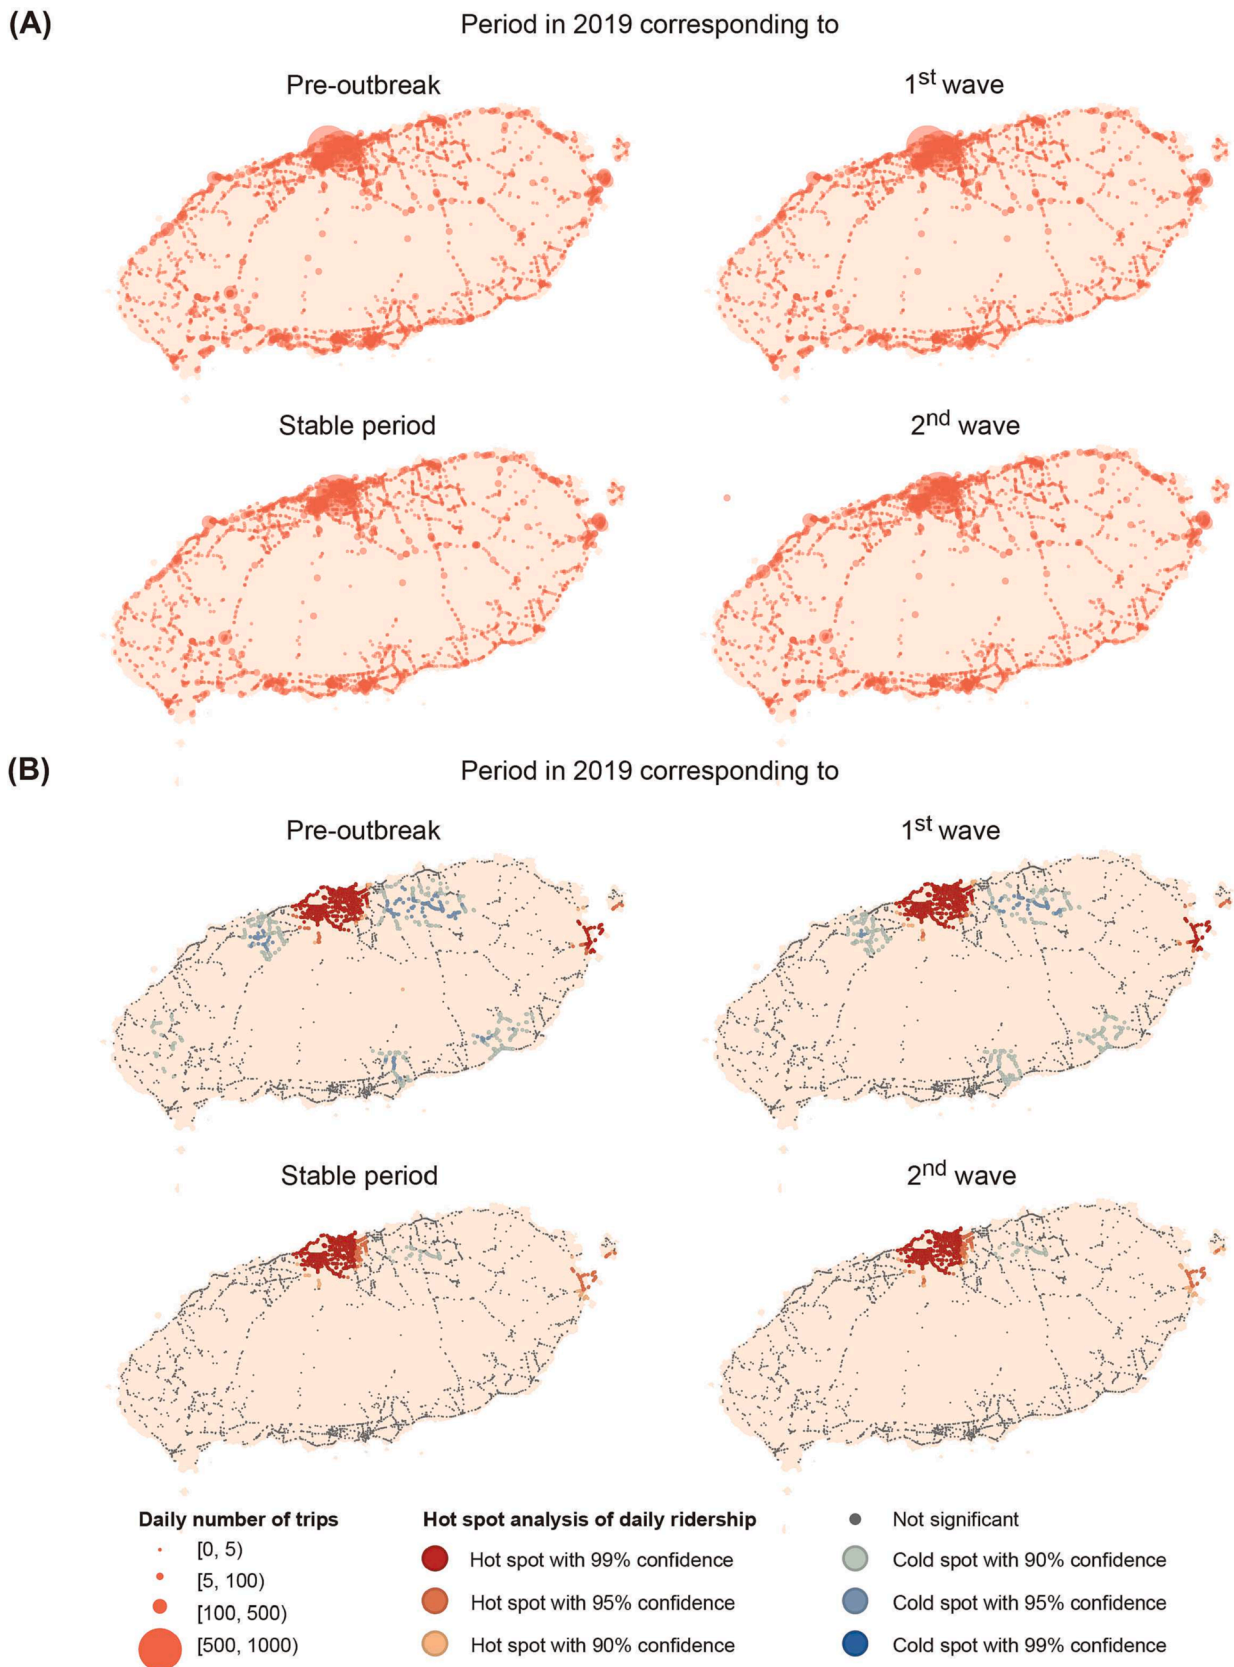 (A)
Period in 2019 corresponding to
Pre-outbreak
1st wave
Stable period
2nd wave
(B)
Period in 2019 corresponding to
Pre-outbreak
1st wave
Stable period
2nd wave
Daily number of trips
[0, 5)
[5, 100)
[100, 500)
[500, 1000)
Hot spot analysis of daily ridership
Hot spot with 99% confidence
Hot spot with 95% confidence
Hot spot with 90% confidence
Not significant
Cold spot with 90% confidence
Cold spot with 95% confidence
Cold spot with 99% confidence